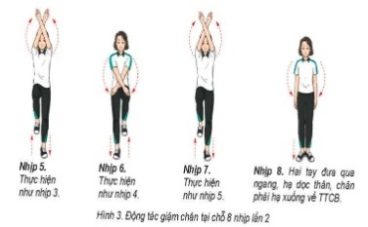 Nhịp 5.
Thực hiện
như nhịp 3.
Nhịp 6.
Thực hiện
như nhịp 4.
Nhịp 7.
Thực hiện
như nhịp 5.
Nhịp 8. Hai tay đưa qua
ngang, hạ dọc thân, chân
phải hạ xuống về TTCB.
Hình 3. Động tác giậm chân tại chỗ 8 nhịp lần 2